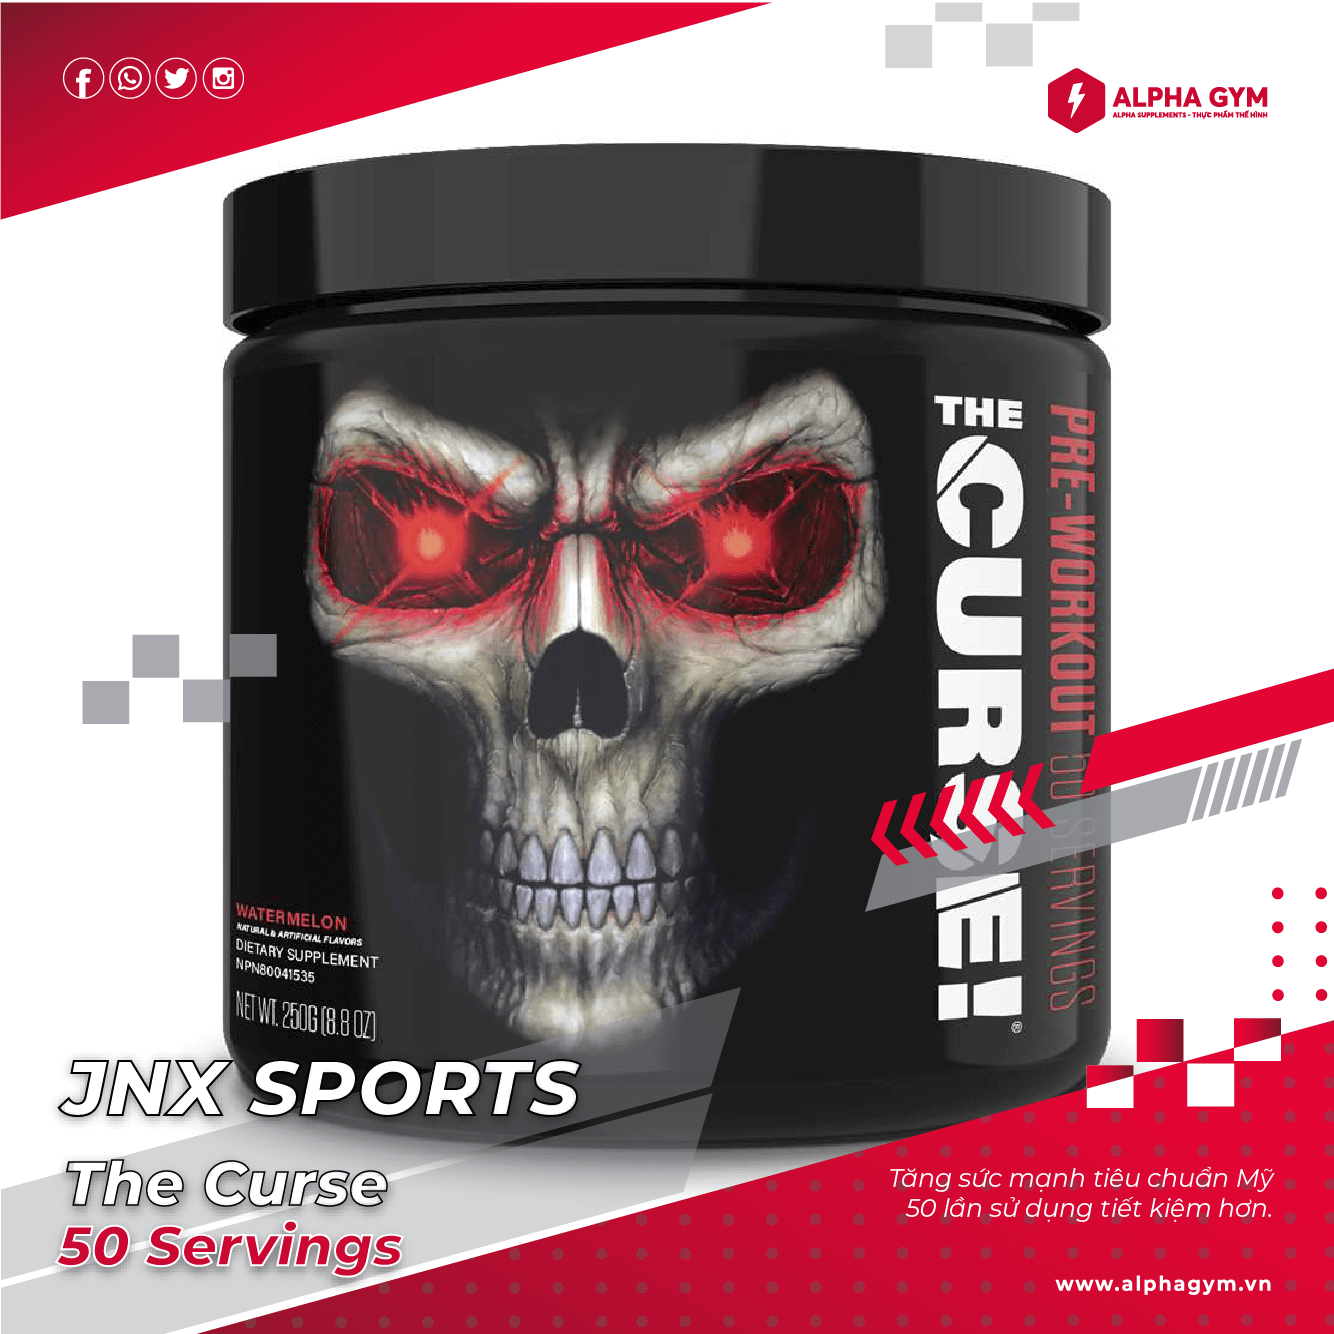 ALPHA GYM
ALPHA SUPPLEMENTS - THỰC PHẨM THỂ HÌNH
THE
CURSE!
PRE-WORKOUT 50 SERVINGS
WATERMELON
NATURAL & ARTIFICIAL FLAVORS
DIETARY SUPPLEMENT
NPN80041535
NET WT. 250G (8.8 OZ)
JNX SPORTS
The Curse
50 Servings
Tăng sức mạnh tiêu chuẩn Mỹ
50 lần sử dụng tiết kiệm hơn.
www.alphagym.vn